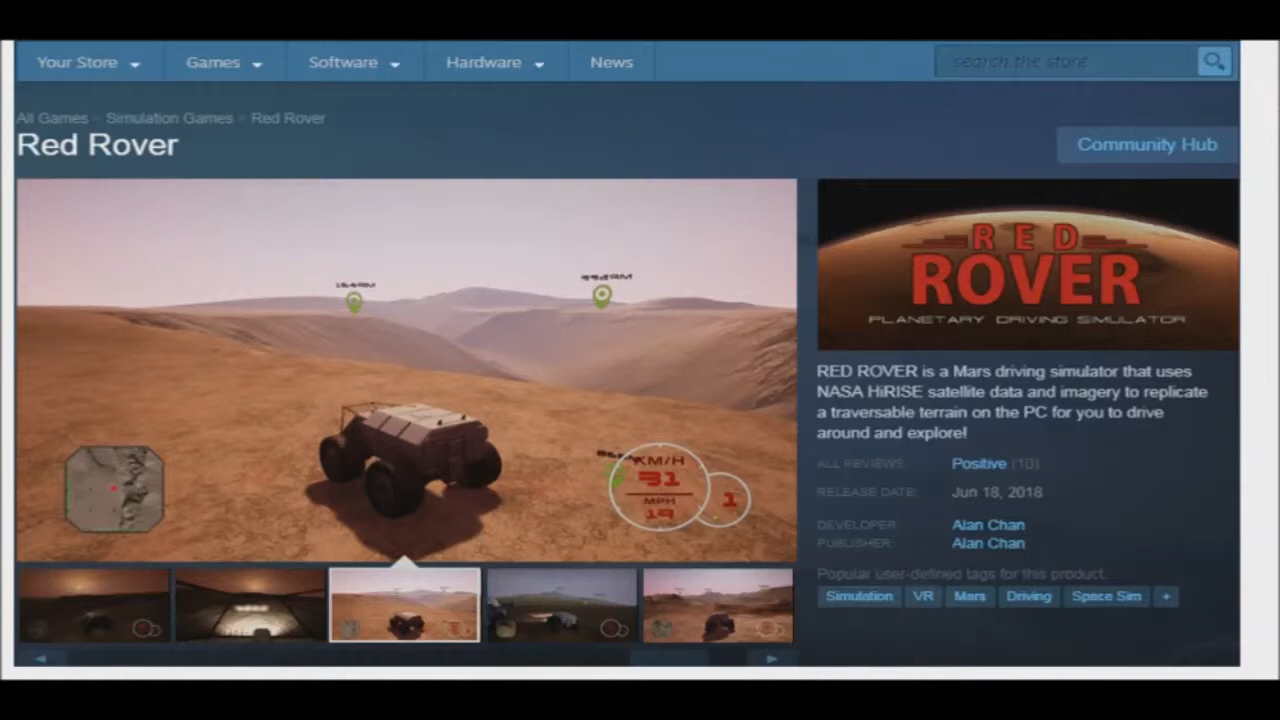 Your Store
Games
Software
Hardware
News
search the store
All Games > Simulation Games > Red Rover
Red Rover
Community Hub
RED
ROVER
PLANETARY DRIVING SIMULATOR
RED ROVER is a Mars driving simulator that uses
NASA HiRISE satellite data and imagery to replicate
a traversable terrain on the PC for you to drive
around and explore!
ALL REVIEWS: Positive (10)
RELEASE DATE: Jun 18, 2018
DEVELOPER: Alan Chan
PUBLISHER: Alan Chan
Popular user-defined tags for this product:
Simulation VR Mars Driving Space Sim +
KM/H
31
MPH
19
1